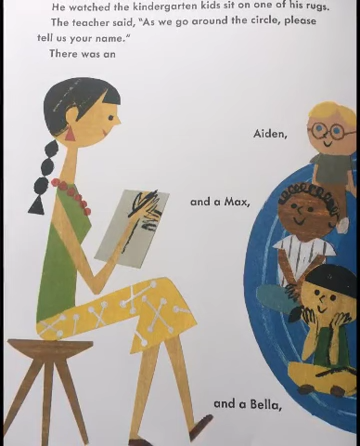 He watched the kindergarten kids sit on one of his rugs.
The teacher said, "As we go around the circle, please
tell us your name."
There was an
Aiden,
and a Max,
and a Bella,